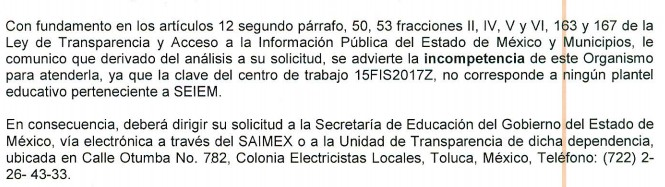 Con fundamento en los artículos 12 segundo párrafo, 50, 53 fracciones II, IV, V y VI, 163 y 167 de la
Ley de Transparencia y Acceso a la Información Pública del Estado de México y Municipios, le
comunico que derivado del análisis a su solicitud, se advierte la incompetencia de este Organismo
para atenderla, ya que la clave del centro de trabajo 15FIS2017Z, no corresponde a ningún plantel
educativo perteneciente a SEIEM.
En consecuencia, deberá dirigir su solicitud a la Secretaría de Educación del Gobierno del Estado de
México, vía electrónica a través del SAIMEX o a la Unidad de Transparencia de dicha dependencia,
ubicada en Calle Otumba No. 782, Colonia Electricistas Locales, Toluca, México, Teléfono: (722) 2-
26- 43-33.